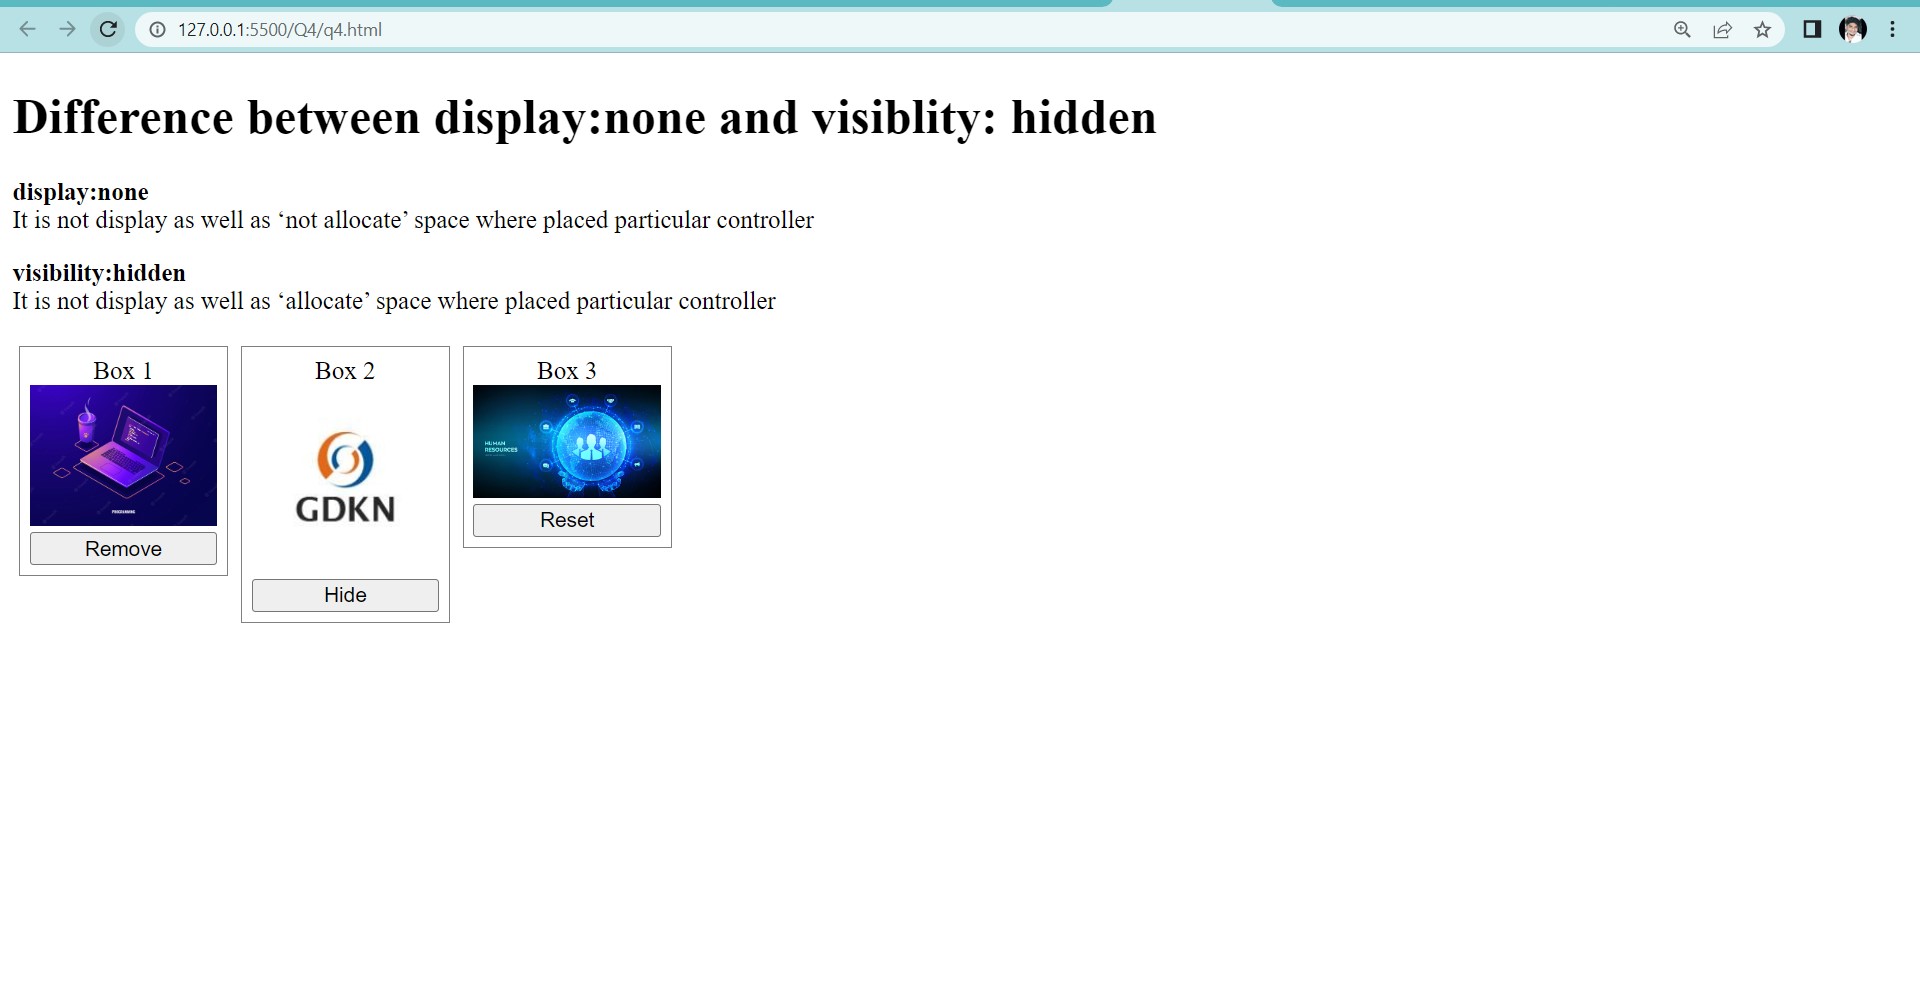 127.0.0.1:5500/Q4/q4.html
Difference between display:none and visiblity: hidden
display:none
It is not display as well as ‘not allocate’ space where placed particular controller
visibility:hidden
It is not display as well as ‘allocate’ space where placed particular controller
Box 1
PROGRAMMING
Remove
Box 2
GDKN
Hide
Box 3
HUMAN
RESOURCES
Reset